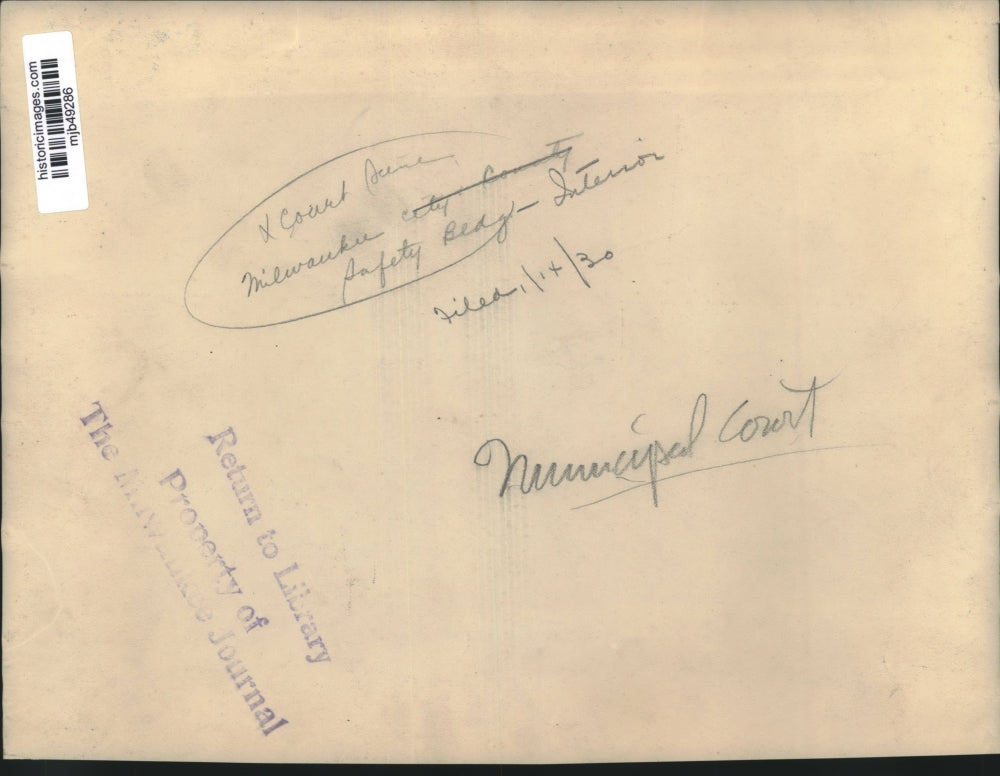 historicimages.com
mjb49286
x Court Scene
Milwaukee city County
Safety Bldg - Interior
Filed 1/14/30
Municipal Court
Return to Library
Property of
The Milwaukee Journal